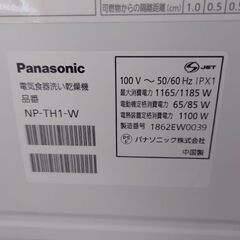 可燃物からの隔離距離(cm)
1.0 0.5 0.5
Panasonic
電気食器洗い乾燥機
品番
NP-TH1-W
S JET
100 V ～ 50/60 Hz IPX1
最大消費電力 1165/1185 W
電動機定格消費電力 65/85 W
電熱装置定格消費電力 1100 W
製造番号 1862EW0039
パナソニック株式会社
中国製